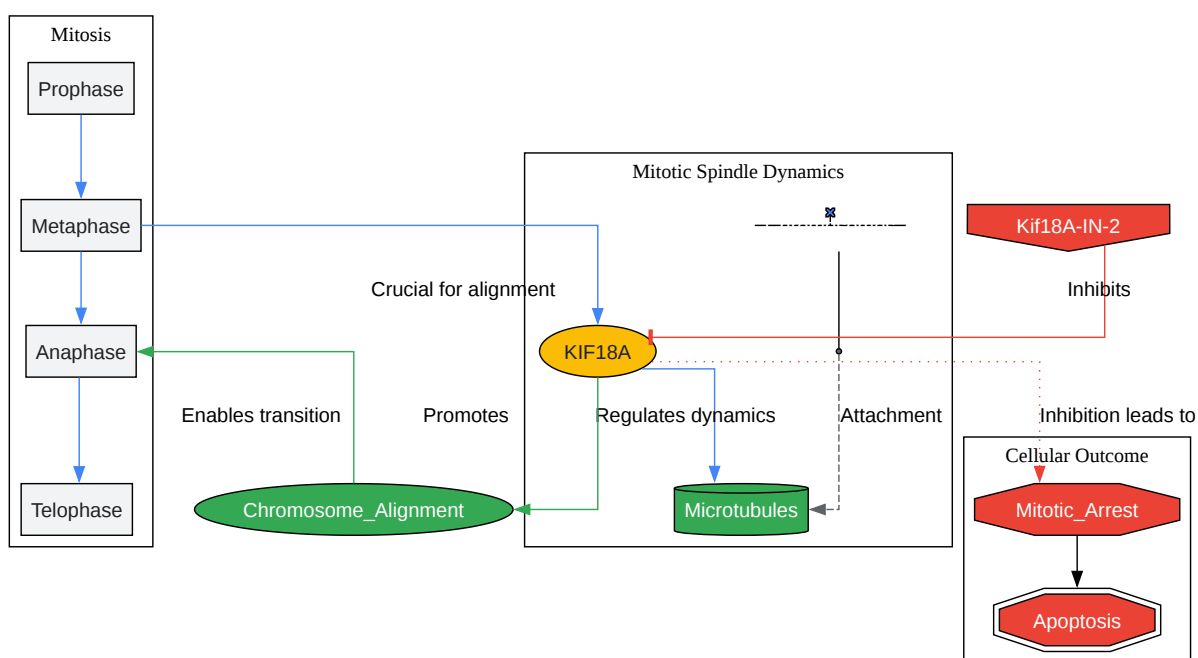 Mitosis
Prophase
Metaphase
Anaphase
Telophase
Mitotic Spindle Dynamics
Kif18A-IN-2
Crucial for alignment
Inhibits
KIF18A
Enables transition
Promotes
Regulates dynamics
Attachment
Inhibition leads to
Cellular Outcome
Chromosome_Alignment
Microtubules
Mitotic_Arrest
Apoptosis